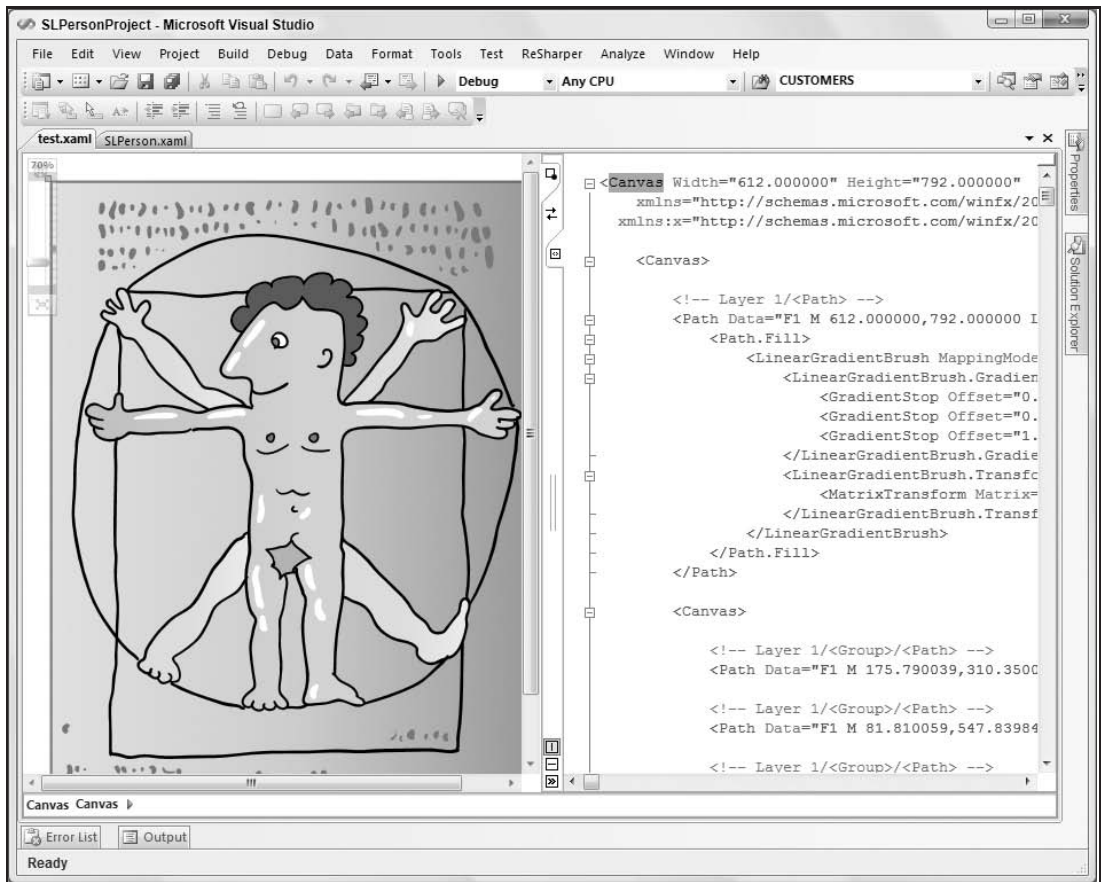 SLPersonProject - Microsoft Visual Studio
File Edit View Project Build Debug Data Format Tools Test ReSharper Analyze Window Help
Debug Any CPU CUSTOMERS
test.xaml SLPerson.xaml
70%
<Canvas Width="612.000000" Height="792.000000"
xmlns="http://schemas.microsoft.com/winfx/20
xmlns:x="http://schemas.microsoft.com/winfx/20
<Canvas>
<!-- Layer 1/<Path> -->
<Path Data="F1 M 612.000000,792.000000 L
<Path.Fill>
<LinearGradientBrush MappingMode
<LinearGradientBrush.Gradien
<GradientStop Offset="0.
<GradientStop Offset="0.
<GradientStop Offset="1.
</LinearGradientBrush.Gradie
<LinearGradientBrush.Transfo
<MatrixTransform Matrix=
</LinearGradientBrush.Transf
</LinearGradientBrush>
</Path.Fill>
</Path>
<Canvas>
<!-- Layer 1/<Group>/<Path> -->
<Path Data="F1 M 175.790039,310.3500
<!-- Layer 1/<Group>/<Path> -->
<Path Data="F1 M 81.810059,547.83984
<!-- Layer 1/<Group>/<Path> -->
Properties
Solution Explorer
Canvas Canvas
Error List Output
Ready